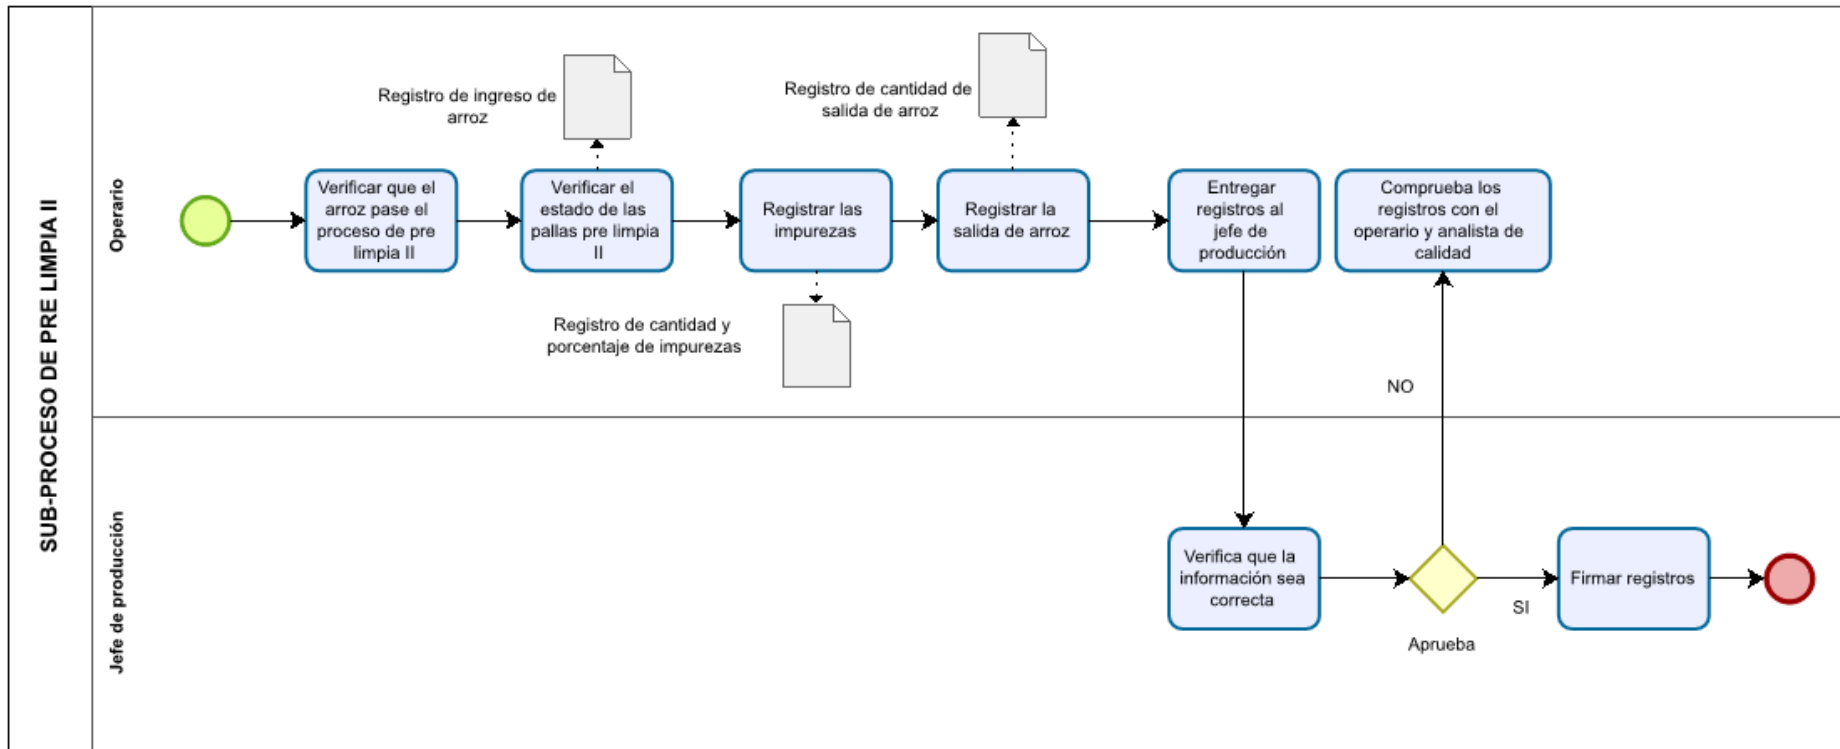 SUB-PROCESO DE PRE LIMPIA II
Operario
Registro de ingreso de
arroz
Registro de cantidad de
salida de arroz
Verificar que el
arroz pase el
proceso de pre
limpia II
Verificar el
estado de las
pallas pre limpia
II
Registrar las
impurezas
Registrar la
salida de arroz
Entregar
registros al
jefe de
producción
Comprueba los
registros con el
operario y analista de
calidad
Registro de cantidad y
porcentaje de impurezas
NO
Jefe de producción
Verifica que la
información sea
correcta
Aprueba
SI
Firmar registros